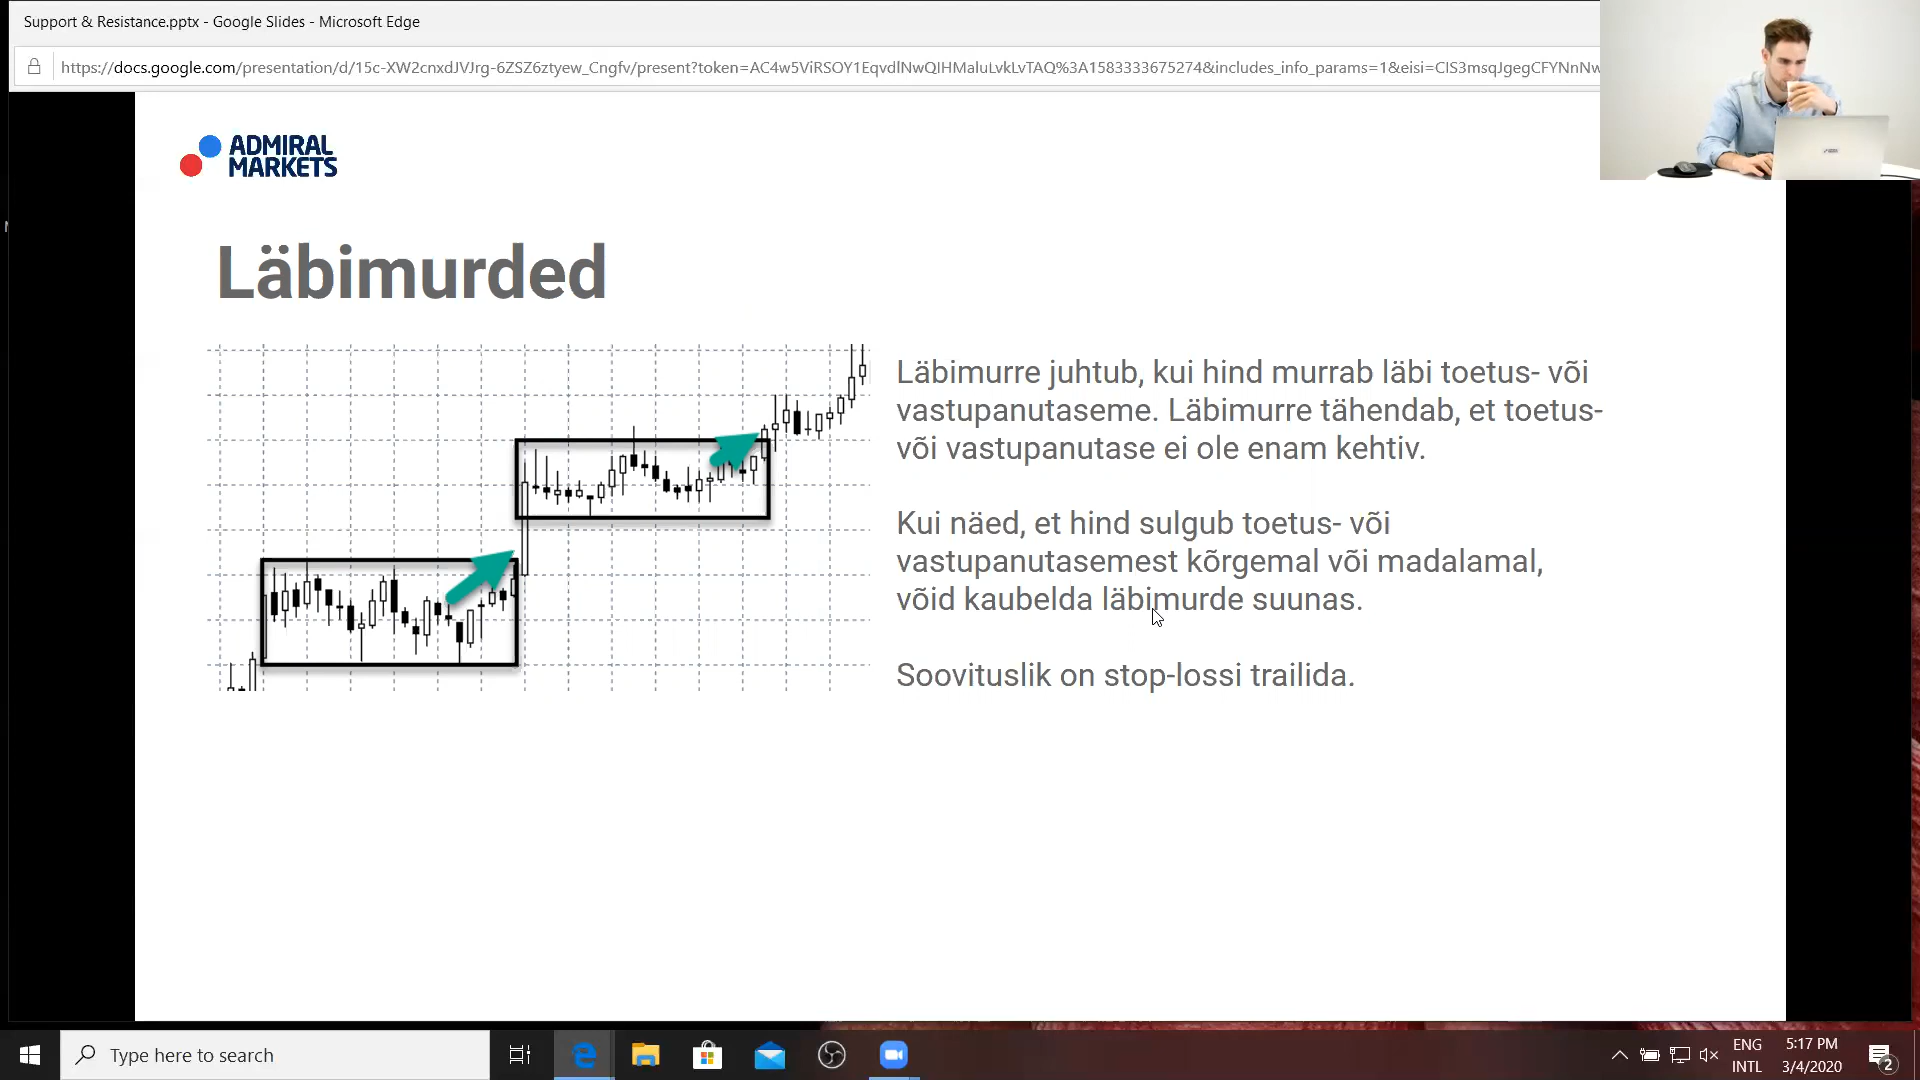 Support & Resistance.pptx - Google Slides - Microsoft Edge
https://docs.google.com/presentation/d/15c-XW2cnxdJVJrg-6ZSZ6ztyew_Cngfv/present?token=AC4w5ViRSOY1EqvdlNwQIHMaluLvkLvTAQ%3A1583333675274&includes_info_params=1&eisi=CIS3msqJgegCFYNnNw
ADMIRAL
MARKETS
Läbimurded
Läbimurre juhtub, kui hind murrab läbi toetus- või
vastupanutaseme. Läbimurre tähendab, et toetus-
või vastupanutase ei ole enam kehtiv.
Kui näed, et hind sulgub toetus- või
vastupanutasemest kõrgemal või madalamal,
võid kaubelda läbimurde suunas.
Soovituslik on stop-lossi trailida.
Type here to search
ENG
INTL
5:17 PM
3/4/2020
2